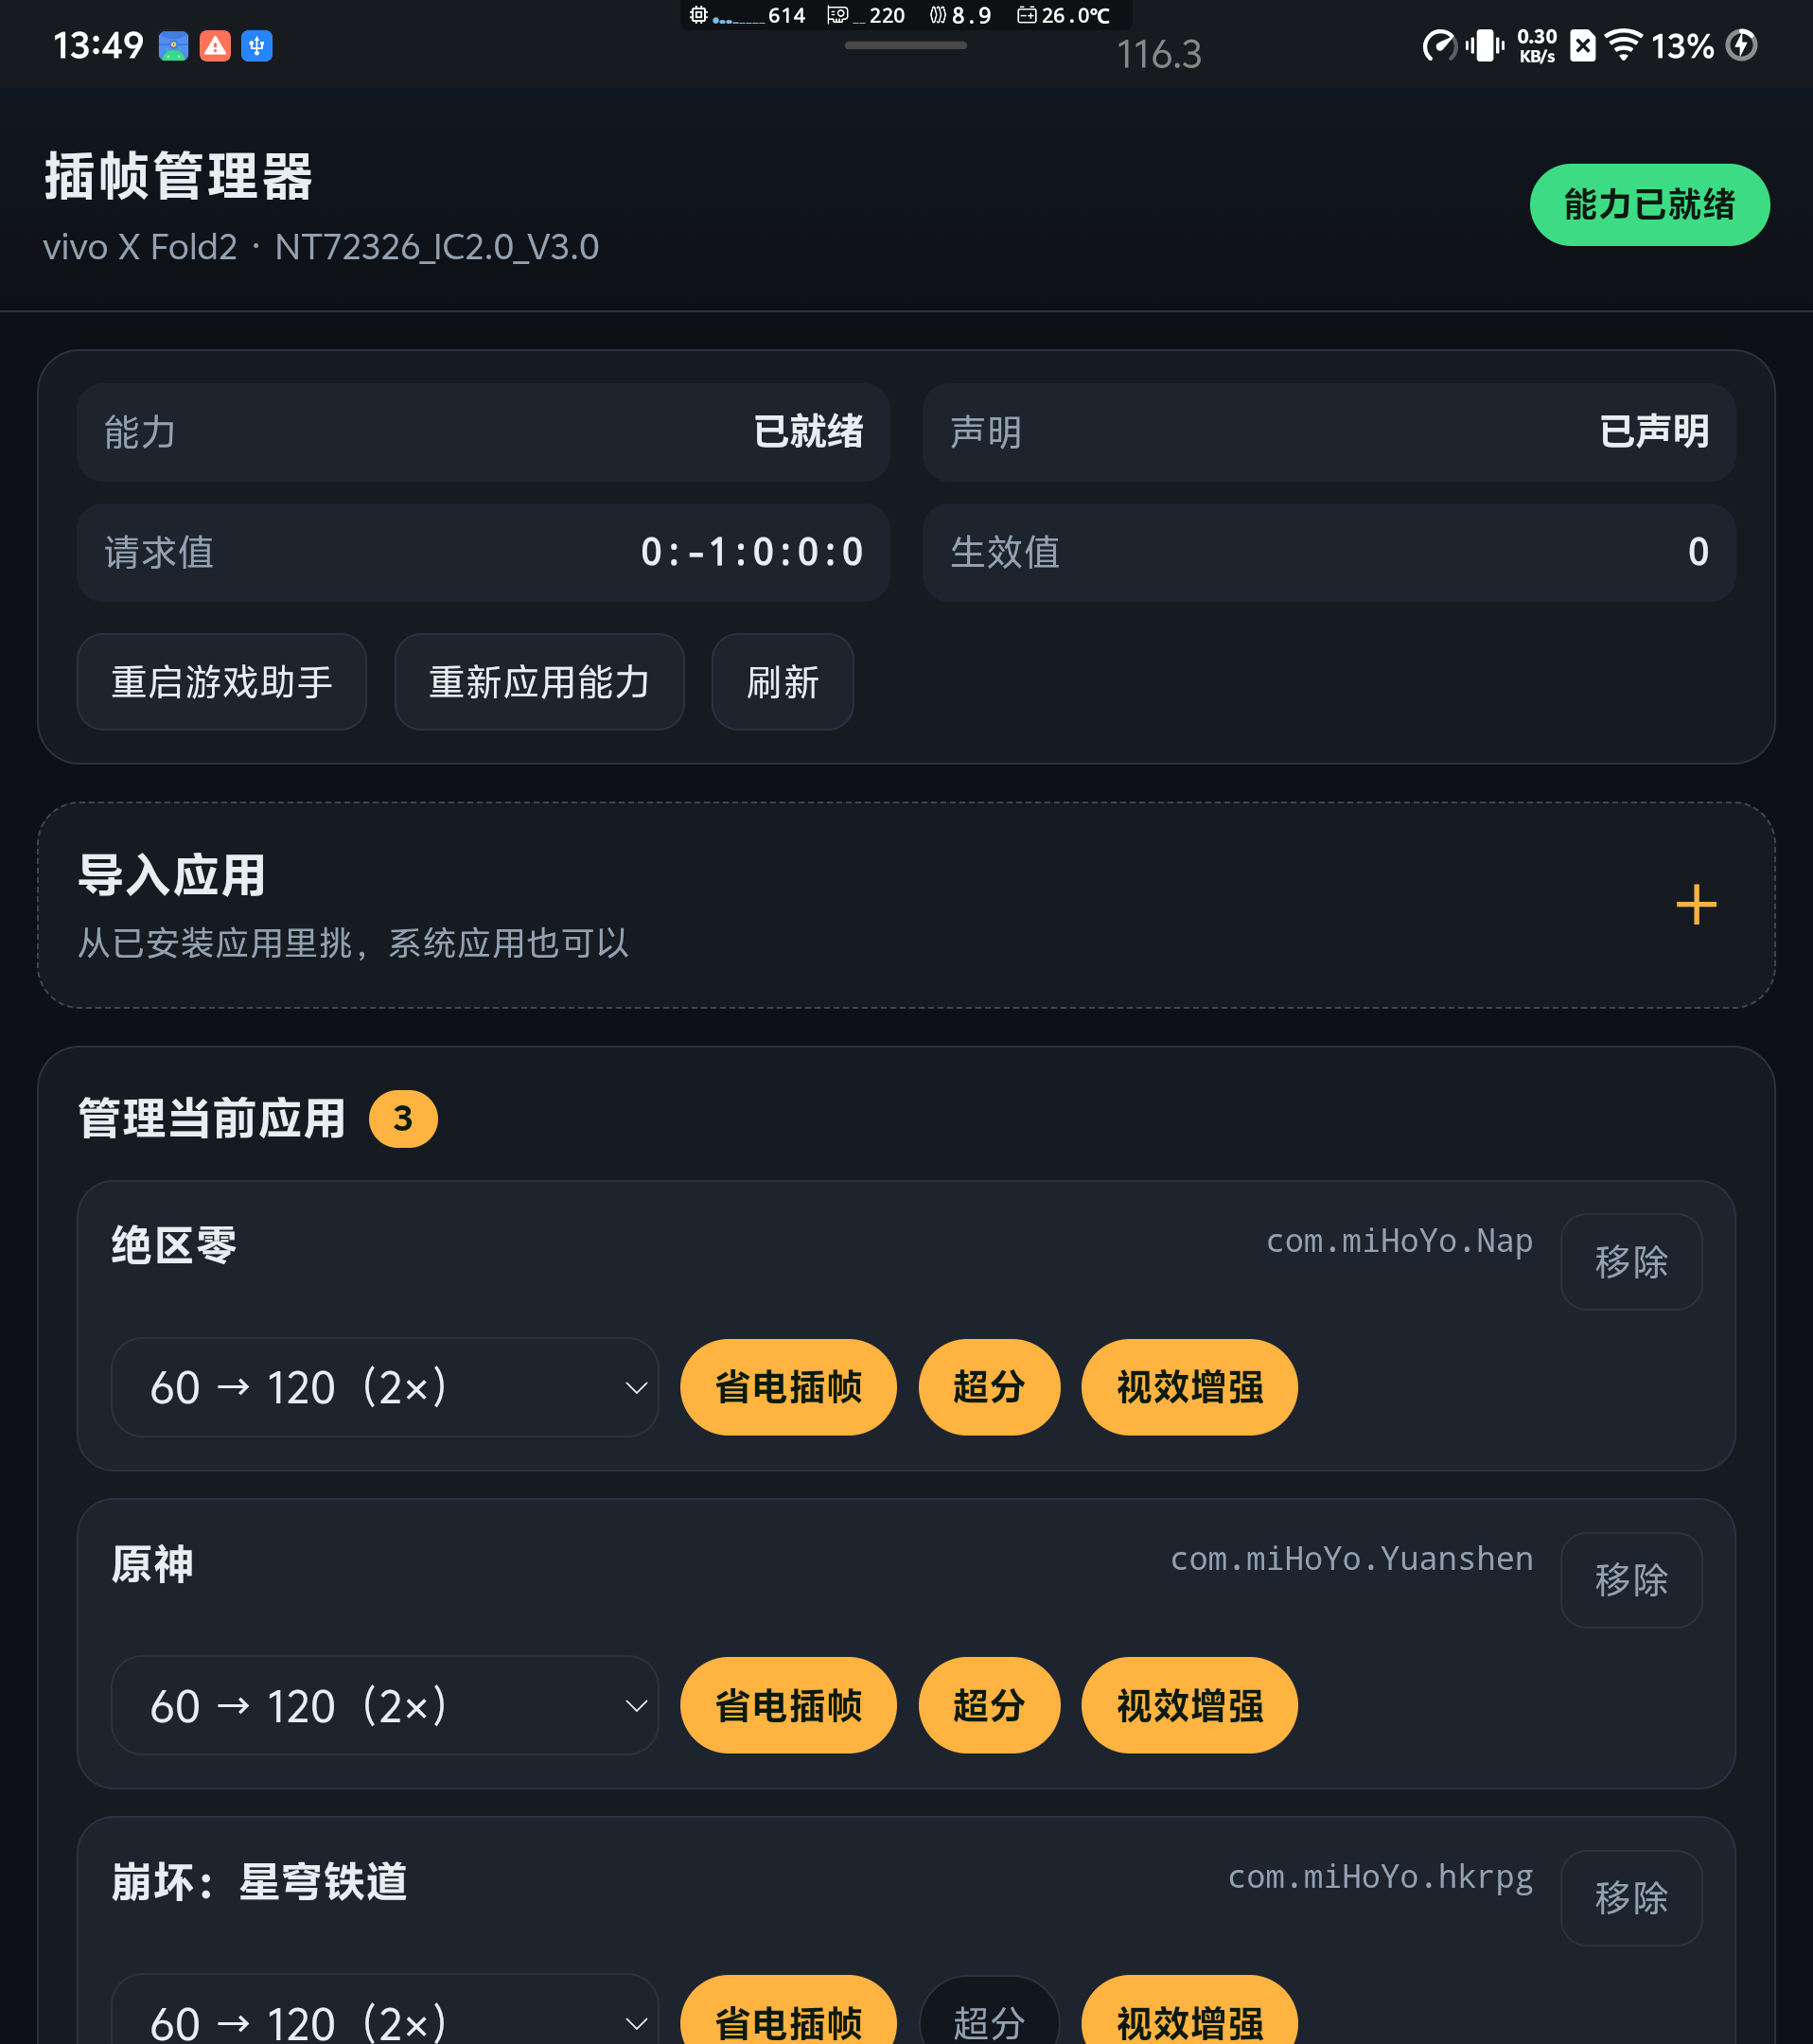 614 220 8.9 26.0℃
13:49 116.3 0.30 KB/s 13%
插帧管理器
vivo X Fold2 · NT72326_IC2.0_V3.0
能力已就绪
能力 已就绪
声明 已声明
请求值 0:-1:0:0:0
生效值 0
重启游戏助手 重新应用能力 刷新
导入应用
从已安装应用里挑，系统应用也可以
+
管理当前应用 3
绝区零 com.miHoYo.Nap 移除
60 → 120（2×） 省电插帧 超分 视效增强
原神 com.miHoYo.Yuanshen 移除
60 → 120（2×） 省电插帧 超分 视效增强
崩坏：星穹铁道 com.miHoYo.hkrpg 移除
60 → 120（2×） 省电插帧 超分 视效增强